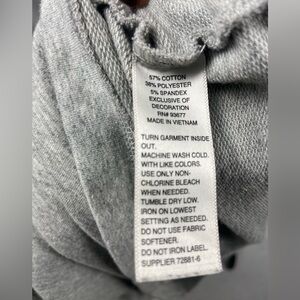 57% COTTON
38% POLYESTER
5% SPANDEX
EXCLUSIVE OF
DECORATION
RN# 93677
MADE IN VIETNAM
TURN GARMENT INSIDE
OUT.
MACHINE WASH COLD.
WITH LIKE COLORS.
USE ONLY NON-
CHLORINE BLEACH
WHEN NEEDED.
TUMBLE DRY LOW.
IRON ON LOWEST
SETTING AS NEEDED.
DO NOT USE FABRIC
SOFTENER.
DO NOT IRON LABEL.
SUPPLIER 72881-6